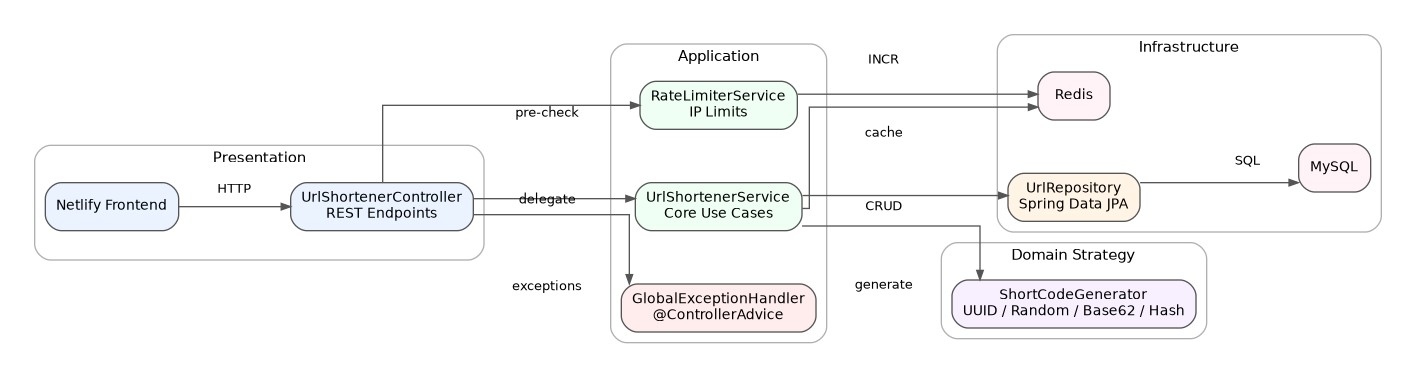 Presentation
Netlify Frontend
HTTP
UrlShortenerController
REST Endpoints
pre-check
delegate
exceptions
Application
RateLimiterService
IP Limits
UrlShortenerService
Core Use Cases
GlobalExceptionHandler
@ControllerAdvice
INCR
cache
CRUD
generate
Infrastructure
Redis
UrlRepository
Spring Data JPA
SQL
MySQL
Domain Strategy
ShortCodeGenerator
UUID / Random / Base62 / Hash